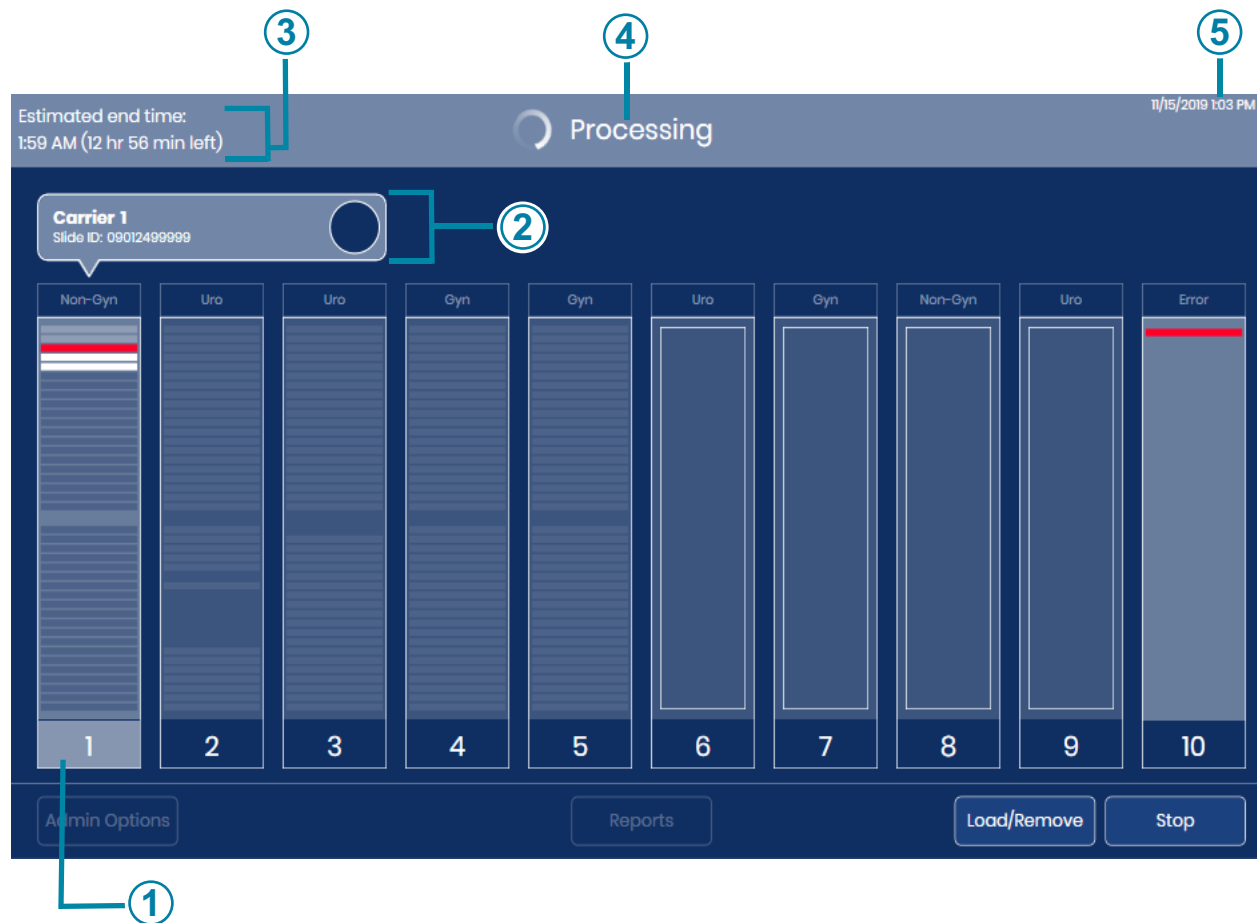 3
4
5
Estimated end time:
1:59 AM (12 hr 56 min left)
Processing
11/15/2019 1:03 PM
Carrier 1
Slide ID: 09012499999
2
Non-Gyn
Uro
Uro
Gyn
Gyn
Uro
Gyn
Non-Gyn
Uro
Error
1
2
3
4
5
6
7
8
9
10
Admin Options
Reports
Load/Remove
Stop
1